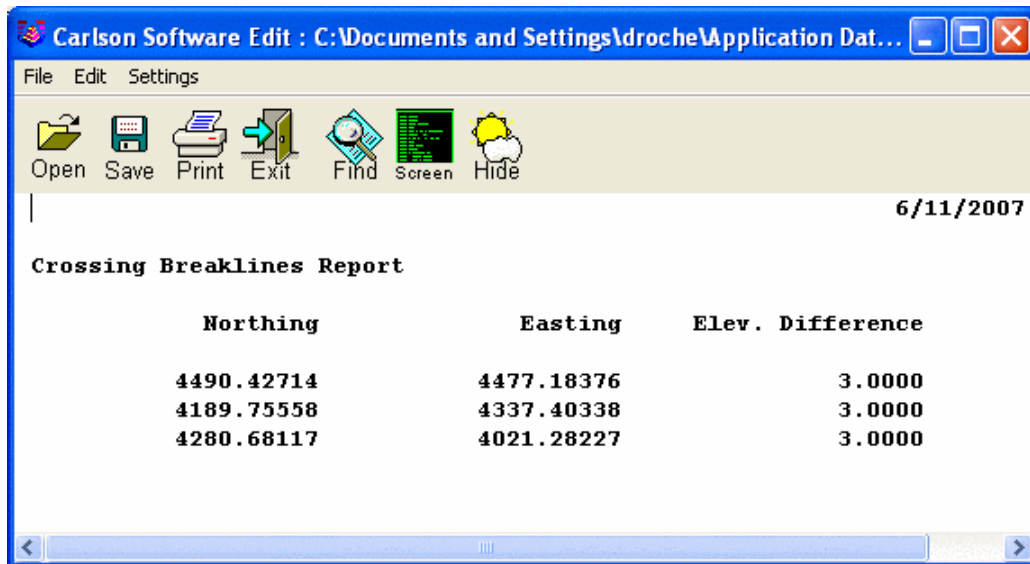 Carlson Software Edit : C:\Documents and Settings\droche\Application Dat...
File Edit Settings
Open Save Print Exit Find Screen Hide
6/11/2007
Crossing Breaklines Report
Northing Easting Elev. Difference
4490.42714 4477.18376 3.0000
4189.75558 4337.40338 3.0000
4280.68117 4021.28227 3.0000